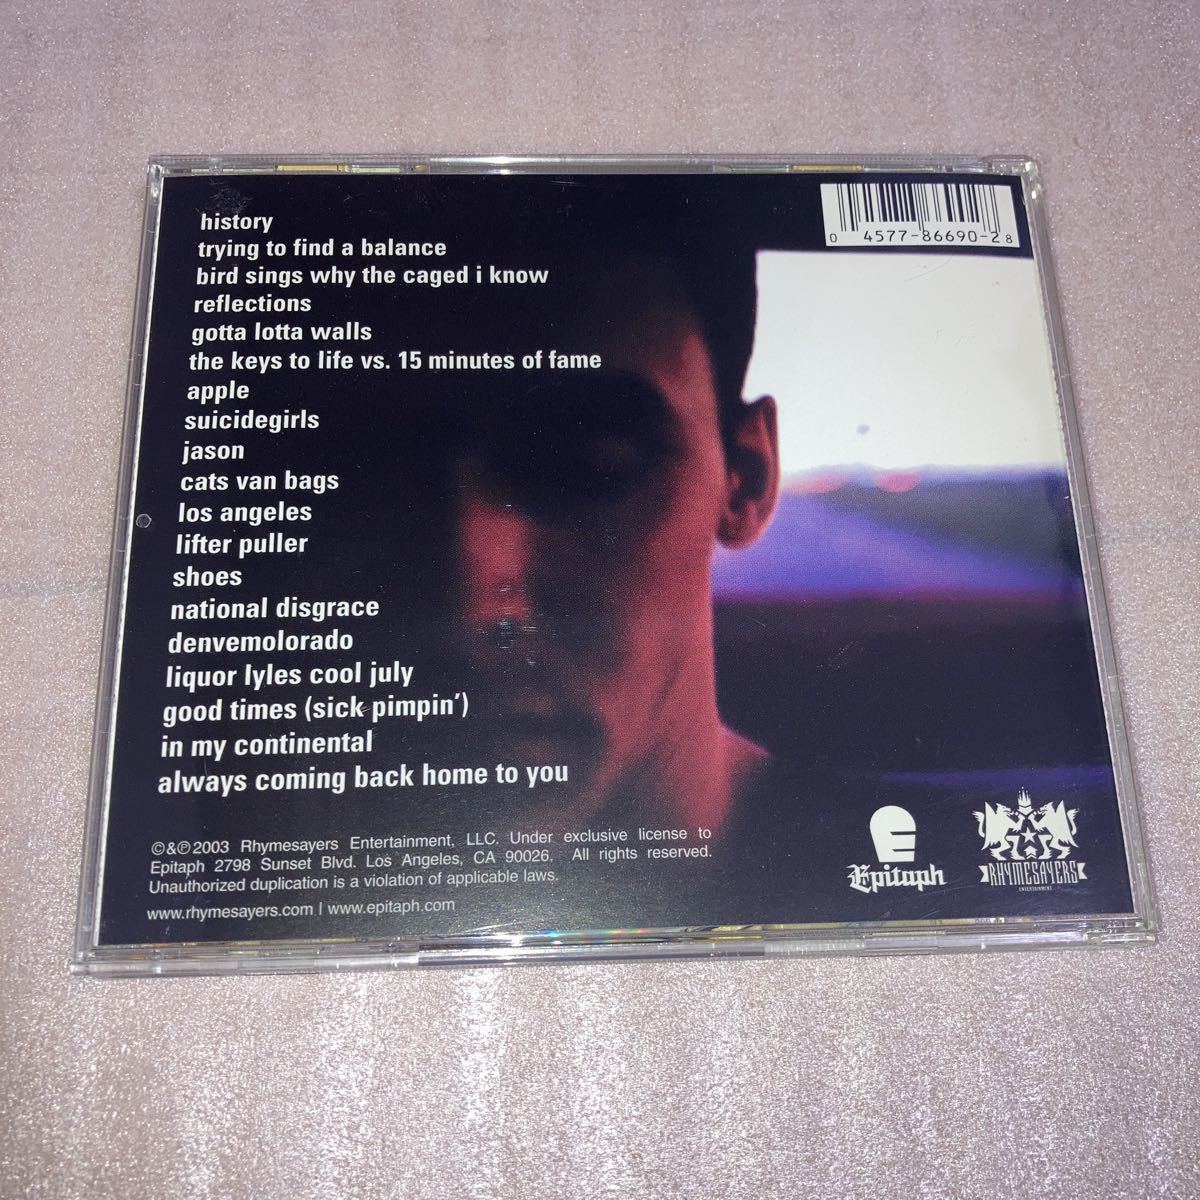 0 4577-86690-2 8
history
trying to find a balance
bird sings why the caged i know
reflections
gotta lotta walls
the keys to life vs. 15 minutes of fame
apple
suicidegirls
jason
cats van bags
los angeles
lifter puller
shoes
national disgrace
denvemolorado
liquor lyles cool july
good times (sick pimpin')
in my continental
always coming back home to you
©&℗2003 Rhymesayers Entertainment, LLC. Under exclusive license to
Epitaph 2798 Sunset Blvd. Los Angeles, CA 90026. All rights reserved.
Unauthorized duplication is a violation of applicable laws.
www.rhymesayers.com | www.epitaph.com
Epitaph
RHYMESAYERS
ENTERTAINMENT